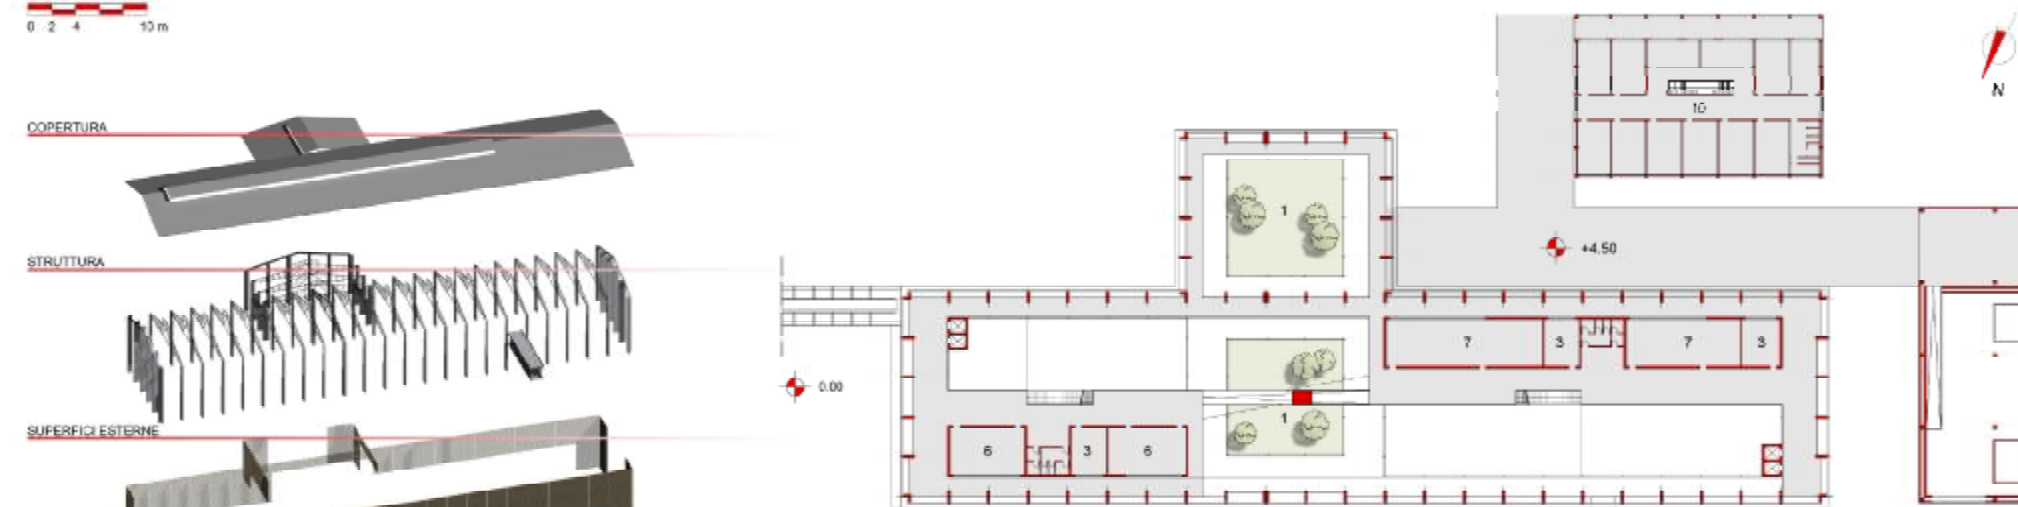 0 2 4 10 m
COPERTURA
STRUTTURA
SUPERFICI ESTERNE
10
N
1
+4.50
7 3 7 3
0.00
1
6 3 6